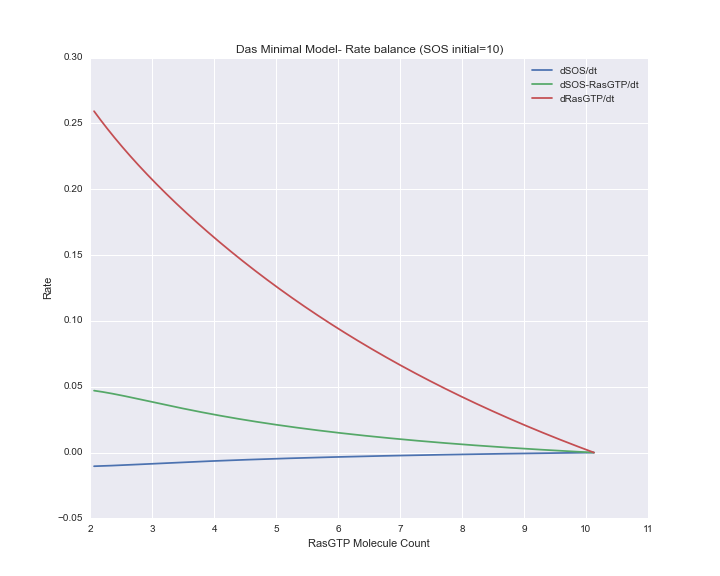 Das Minimal Model- Rate balance (SOS initial=10)
0.30
0.25
0.20
0.15
0.10
0.05
0.00
−0.05
Rate
dSOS/dt
dSOS-RasGTP/dt
dRasGTP/dt
2 3 4 5 6 7 8 9 10 11
RasGTP Molecule Count